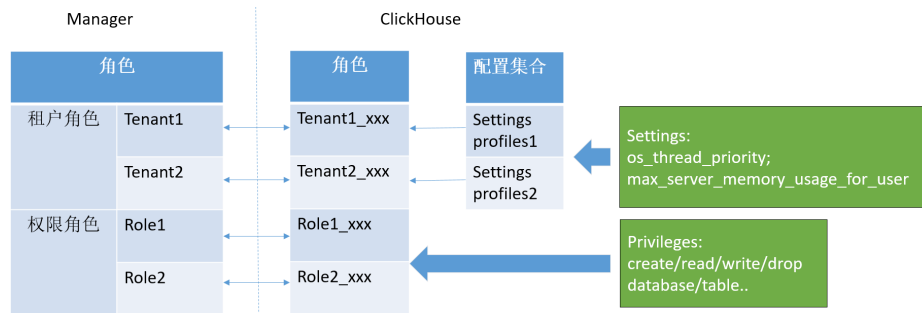 Manager
ClickHouse
角色
角色
配置集合
租户角色
Tenant1
Tenant1_xxx
Settings
profiles1
Tenant2
Tenant2_xxx
Settings
profiles2
权限角色
Role1
Role1_xxx
Role2
Role2_xxx
Settings:
os_thread_priority;
max_server_memory_usage_for_user
Privileges:
create/read/write/drop
database/table..